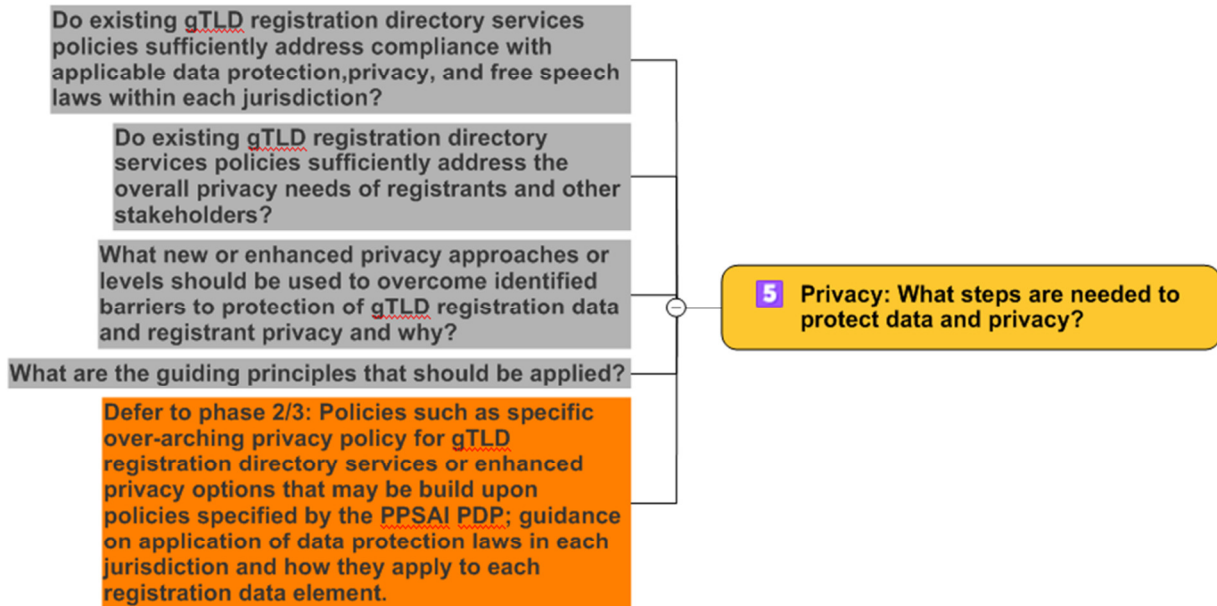 Do existing gTLD registration directory services
policies sufficiently address compliance with
applicable data protection,privacy, and free speech
laws within each jurisdiction?
Do existing gTLD registration directory
services policies sufficiently address the
overall privacy needs of registrants and other
stakeholders?
What new or enhanced privacy approaches or
levels should be used to overcome identified
barriers to protection of gTLD registration data
and registrant privacy and why?
What are the guiding principles that should be applied?
Defer to phase 2/3: Policies such as specific
over-arching privacy policy for gTLD
registration directory services or enhanced
privacy options that may be build upon
policies specified by the PPSAI PDP; guidance
on application of data protection laws in each
jurisdiction and how they apply to each
registration data element.
5 Privacy: What steps are needed to
protect data and privacy?